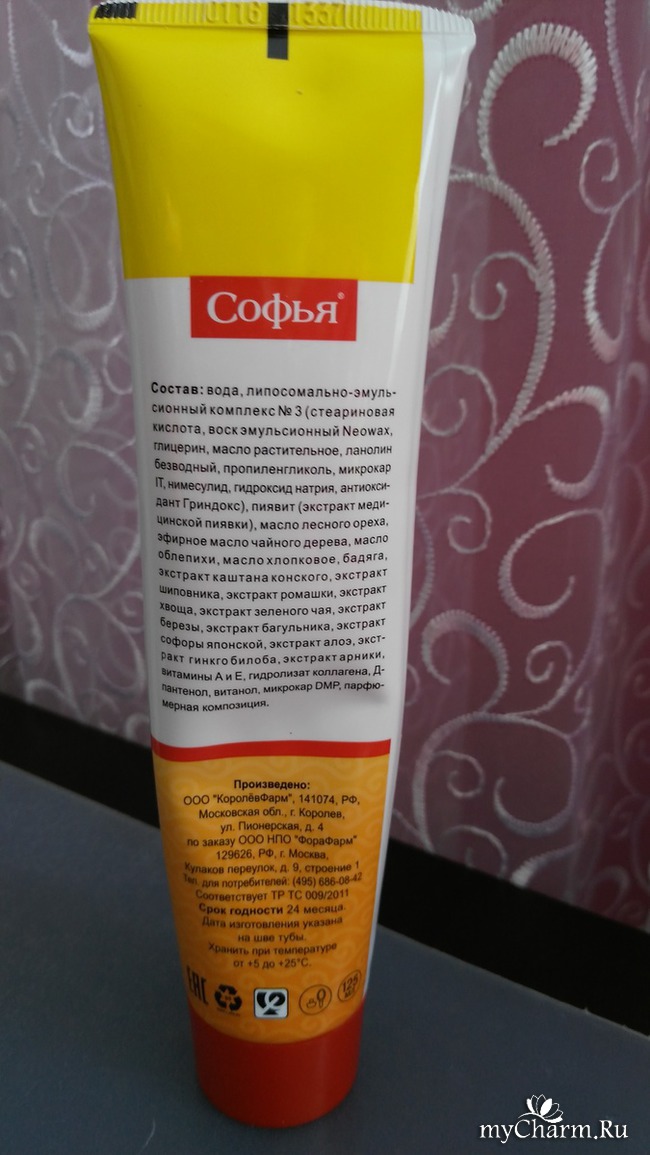 0116 1337
Софья®
Состав: вода, липосомально-эмуль-
сионный комплекс №3 (стеариновая
кислота, воск эмульсионный Neowax,
глицерин, масло растительное, ланолин
безводный, пропиленгликоль, микрокар
IT, нимесулид, гидроксид натрия, антиокси-
дант Гриндокс), пиявит (экстракт меди-
цинской пиявки), масло лесного ореха,
эфирное масло чайного дерева, масло
облепихи, масло хлопковое, бадяга,
экстракт каштана конского, экстракт
шиповника, экстракт ромашки, экстракт
хвоща, экстракт зеленого чая, экстракт
березы, экстракт багульника, экстракт
софоры японской, экстракт алоэ, экст-
ракт гинкго билоба, экстракт арники,
витамины А и Е, гидролизат коллагена, Д-
пантенол, витанол, микрокар DMP, парфю-
мерная композиция.
Произведено:
ООО "КоролёвФарм", 141074, РФ,
Московская обл., г. Королев,
ул. Пионерская, д. 4
по заказу ООО НПО "ФораФарм"
129626, РФ, г. Москва,
Кулаков переулок, д. 9, строение 1
Тел. для потребителей: (495) 686-08-42
Соответствует ТР ТС 009/2011
Срок годности 24 месяца.
Дата изготовления указана
на шве тубы.
Хранить при температуре
от +5 до +25°C.
EAC
125
myCharm.Ru